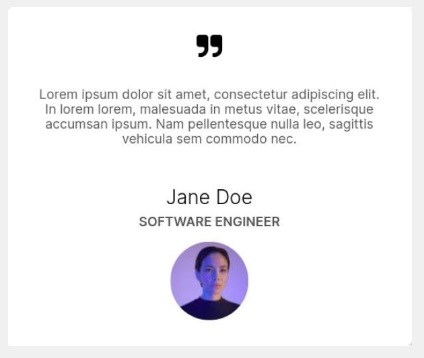 Lorem ipsum dolor sit amet, consectetur adipiscing elit.
In lorem lorem, malesuada in metus vitae, scelerisque
accumsan ipsum. Nam pellentesque nulla leo, sagittis
vehicula sem commodo nec.
Jane Doe
SOFTWARE ENGINEER